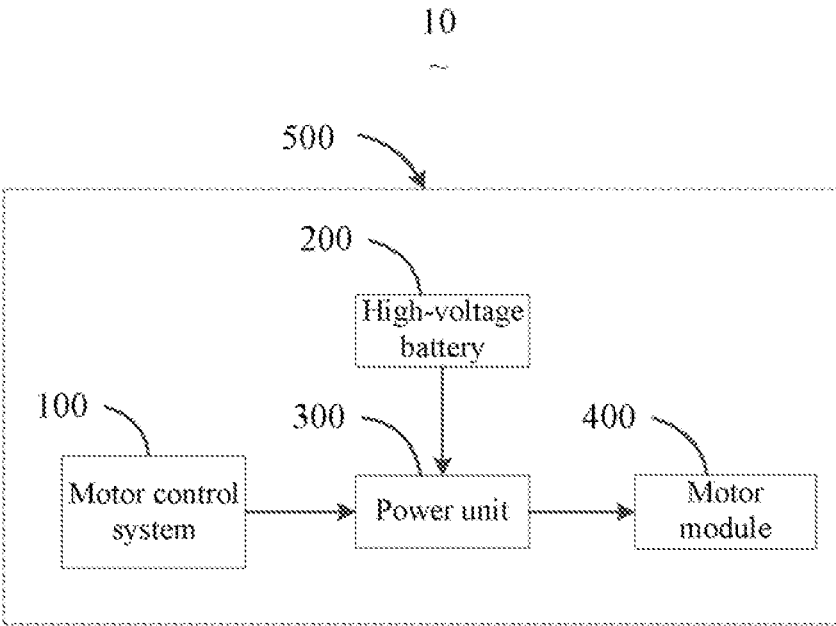 10
~
500
200
High-voltage
battery
100
300
400
Motor control
system
Power unit
Motor
module